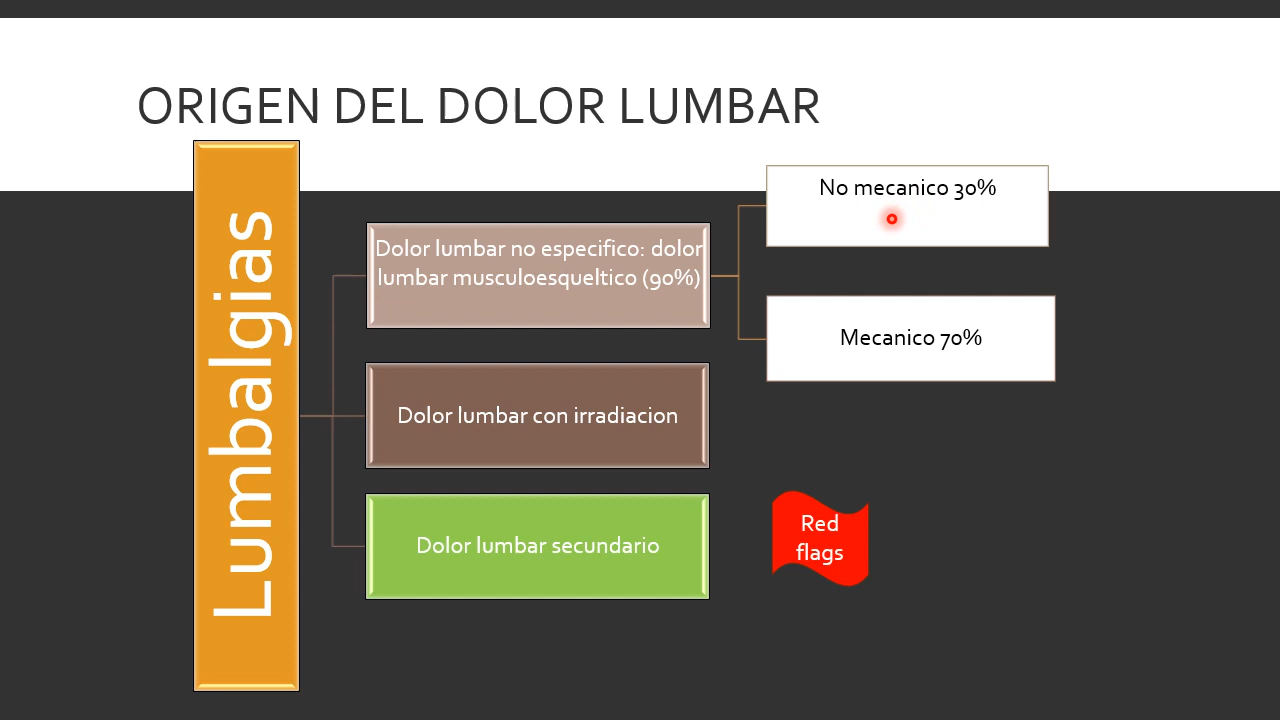 ORIGEN DEL DOLOR LUMBAR
Lumbalgias
Dolor lumbar no especifico: dolor
lumbar musculoesqueltico (90%)
No mecanico 30%
Mecanico 70%
Dolor lumbar con irradiacion
Dolor lumbar secundario
Red
flags